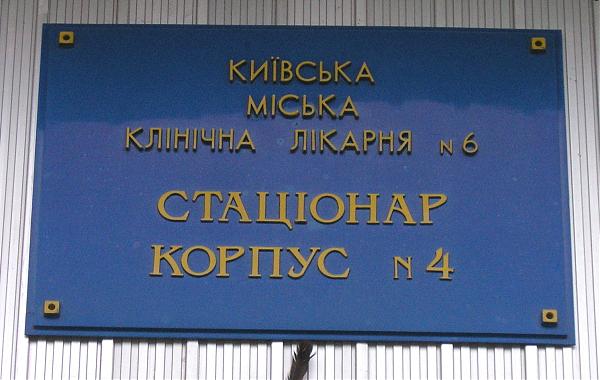 КИЇВСЬКА
МІСЬКА
КЛІНІЧНА ЛІКАРНЯ N 6
СТАЦІОНАР
КОРПУС N 4